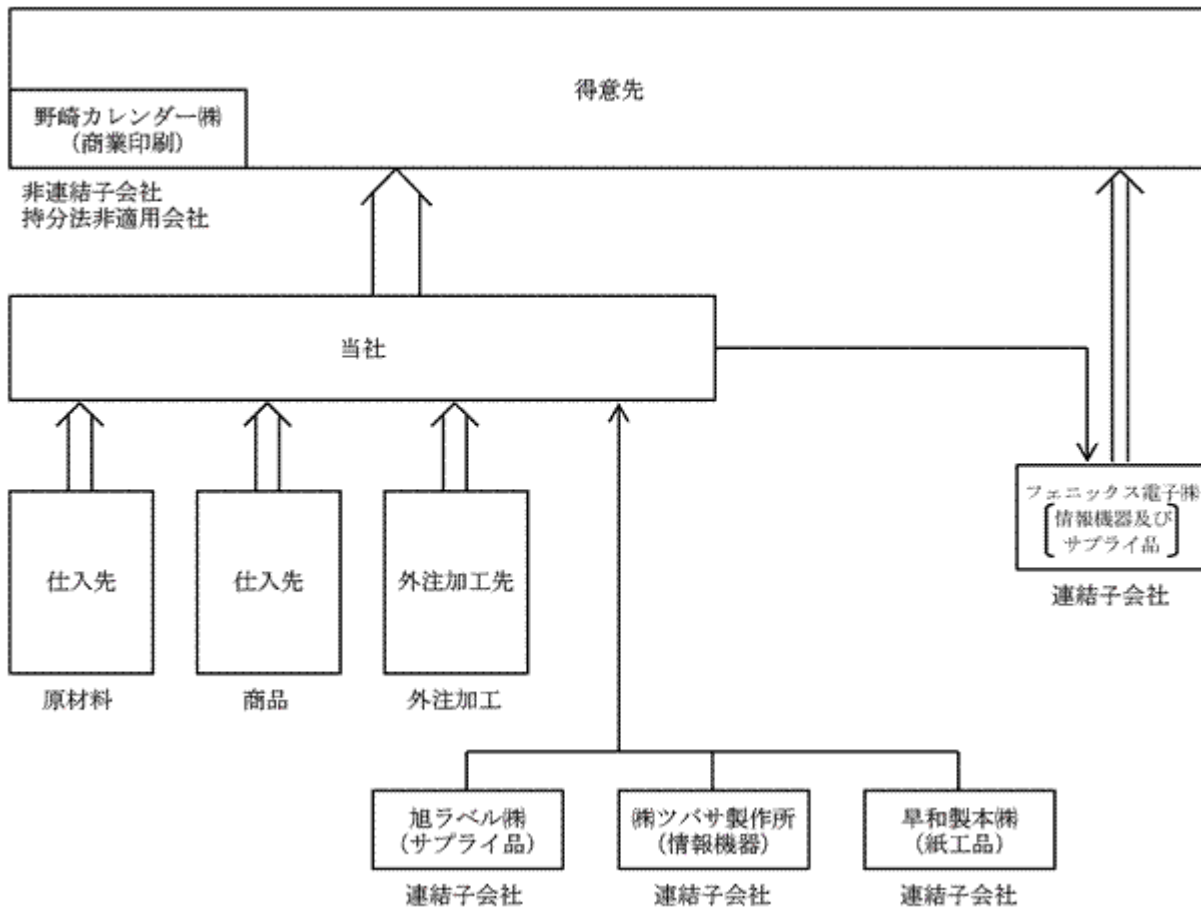 得意先
野崎カレンダー㈱
（商業印刷）
非連結子会社
持分法非適用会社
当社
フェニックス電子㈱
情報機器及び
サプライ品
連結子会社
仕入先
仕入先
外注加工先
原材料
商品
外注加工
旭ラベル㈱
（サプライ品）
㈱ツバサ製作所
（情報機器）
早和製本㈱
（紙工品）
連結子会社
連結子会社
連結子会社